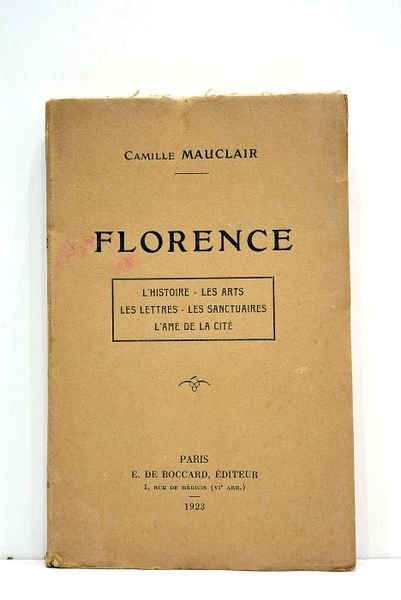 CAMILLE MAUCLAIR
FLORENCE
L'HISTOIRE - LES ARTS
LES LETTRES - LES SANCTUAIRES
L'AME DE LA CITÉ
PARIS
E. DE BOCCARD, ÉDITEUR
1, RUE DE MÉDICIS (VIe ARR.)
1923